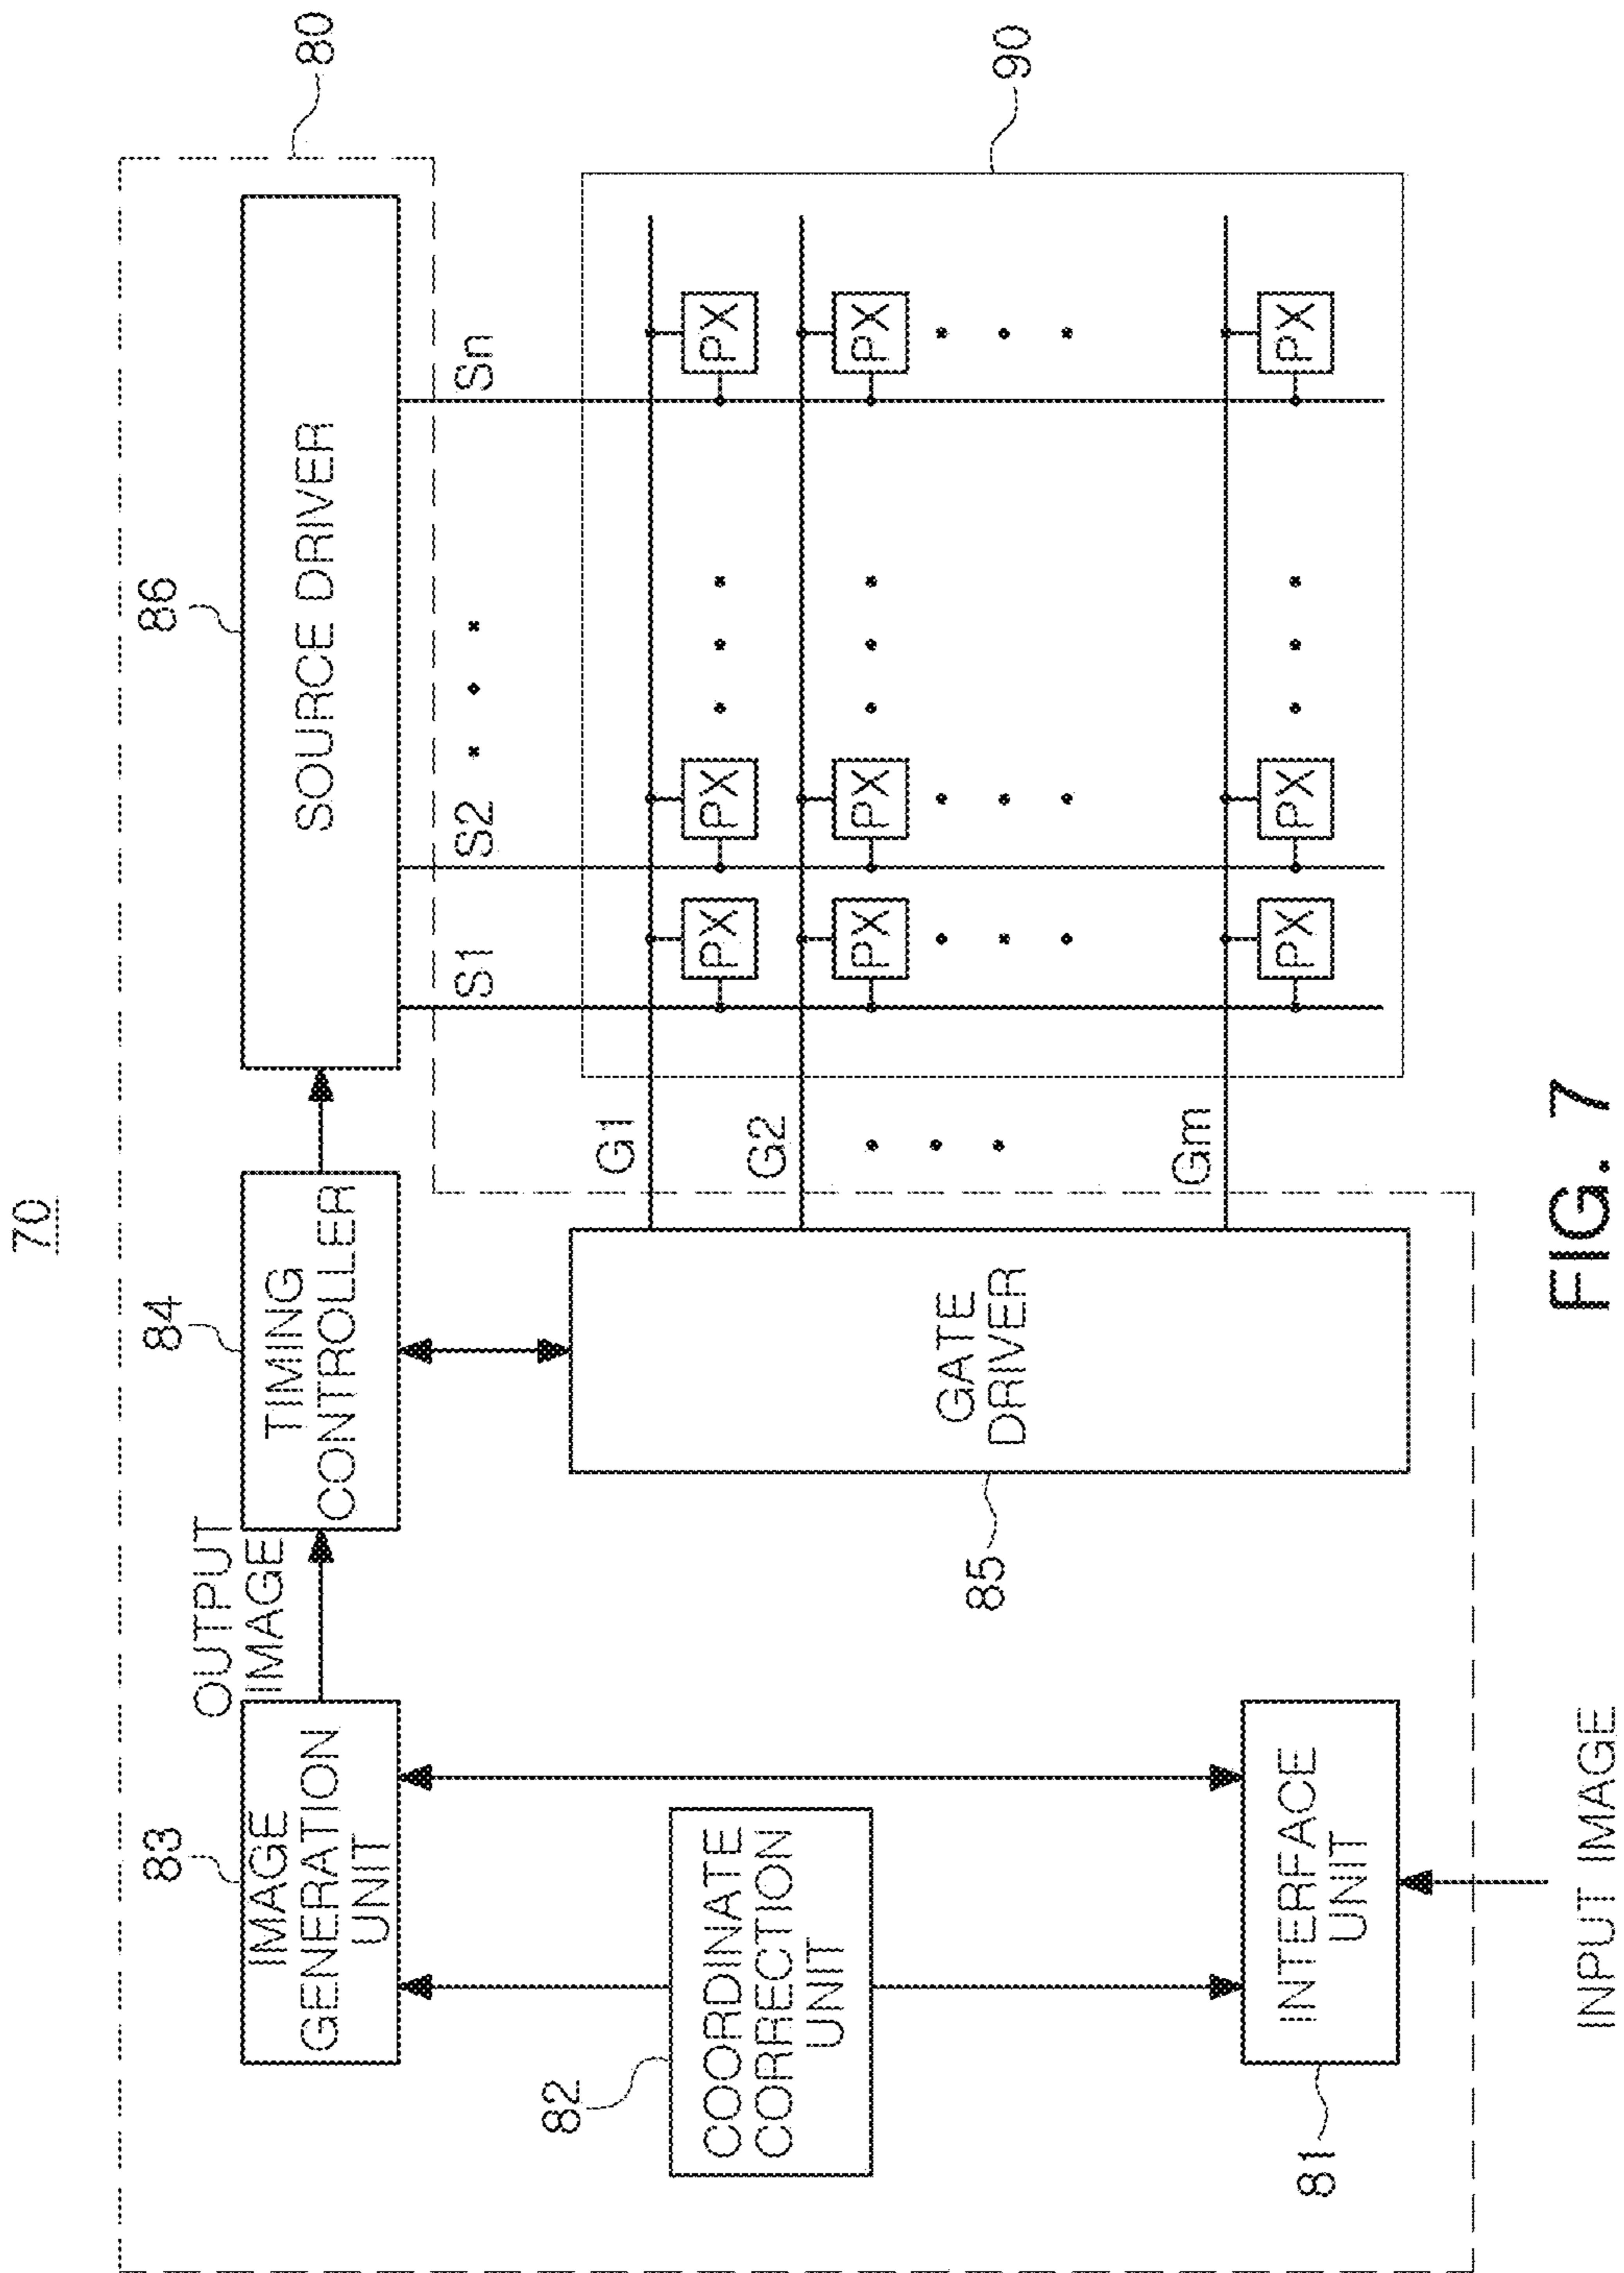 70
80
86
84
83
OUTPUT
IMAGE
SOURCE DRIVER
TIMING
CONTROLLER
IMAGE
GENERATION
UNIT
S1
S2
Sn
90
G1
PX
PX
PX
82
COORDINATE
CORRECTION
UNIT
G2
PX
PX
PX
GATE
DRIVER
85
Gm
PX
PX
PX
INTERFACE
UNIT
81
INPUT IMAGE
FIG. 7